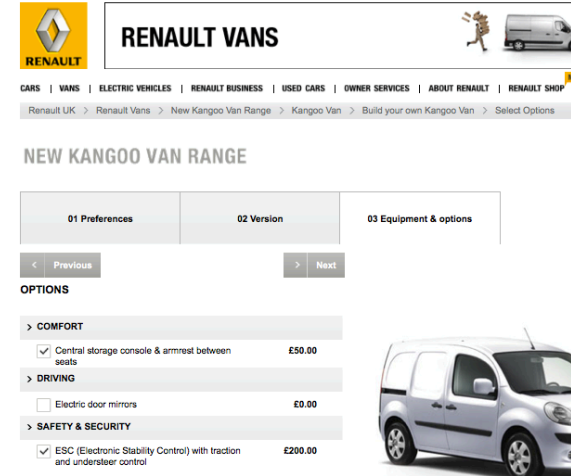 RENAULT
RENAULT VANS
CARS | VANS | ELECTRIC VEHICLES | RENAULT BUSINESS | USED CARS | OWNER SERVICES | ABOUT RENAULT | RENAULT SHOP
Renault UK > Renault Vans > New Kangoo Van Range > Kangoo Van > Build your own Kangoo Van > Select Options
NEW KANGOO VAN RANGE
01 Preferences 02 Version 03 Equipment & options
< Previous > Next
OPTIONS
> COMFORT
Central storage console & armrest between £50.00
seats
> DRIVING
Electric door mirrors £0.00
> SAFETY & SECURITY
ESC (Electronic Stability Control) with traction £200.00
and understeer control